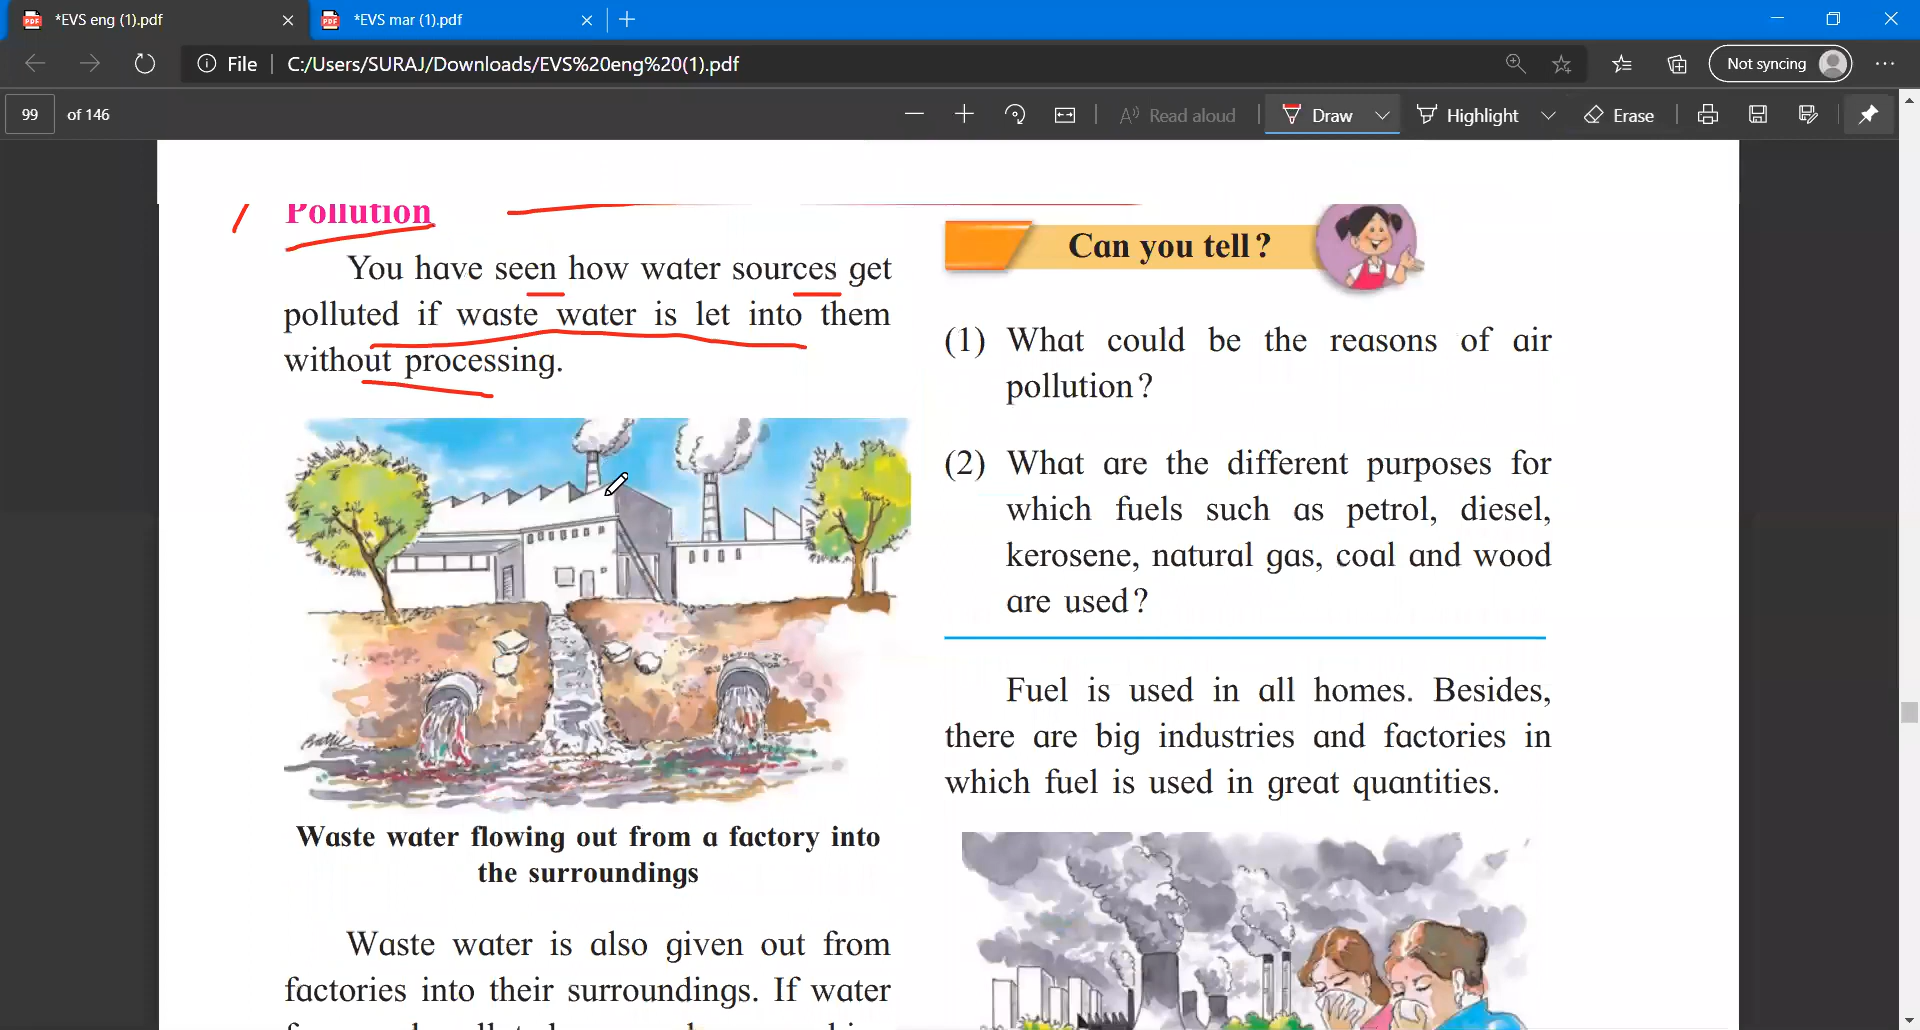 *EVS eng (1).pdf
*EVS mar (1).pdf
File
C:/Users/SURAJ/Downloads/EVS%20eng%20(1).pdf
Not syncing
99 of 146
Read aloud
Draw
Highlight
Erase
Pollution
You have seen how water sources get
polluted if waste water is let into them
without processing.
Waste water flowing out from a factory into
the surroundings
Waste water is also given out from
factories into their surroundings. If water
Can you tell?
(1) What could be the reasons of air
pollution?
(2) What are the different purposes for
which fuels such as petrol, diesel,
kerosene, natural gas, coal and wood
are used?
Fuel is used in all homes. Besides,
there are big industries and factories in
which fuel is used in great quantities.